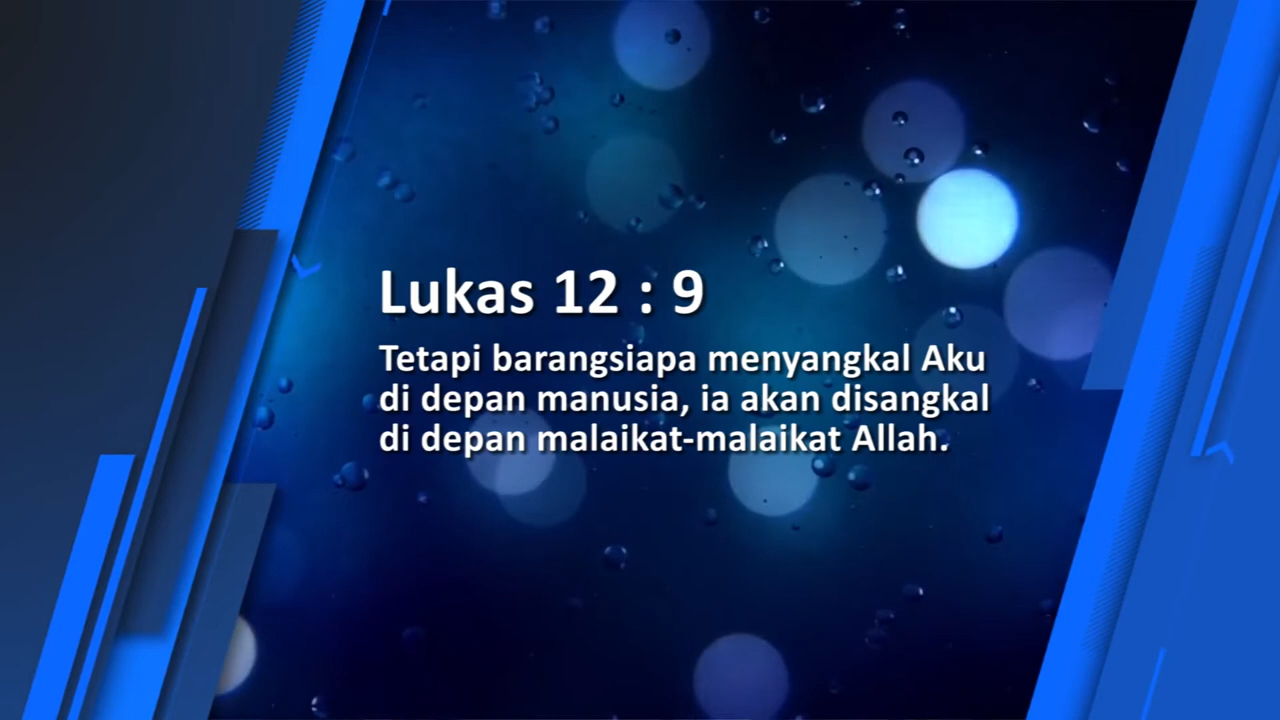 Lukas 12 : 9
Tetapi barangsiapa menyangkal Aku
di depan manusia, ia akan disangkal
di depan malaikat-malaikat Allah.